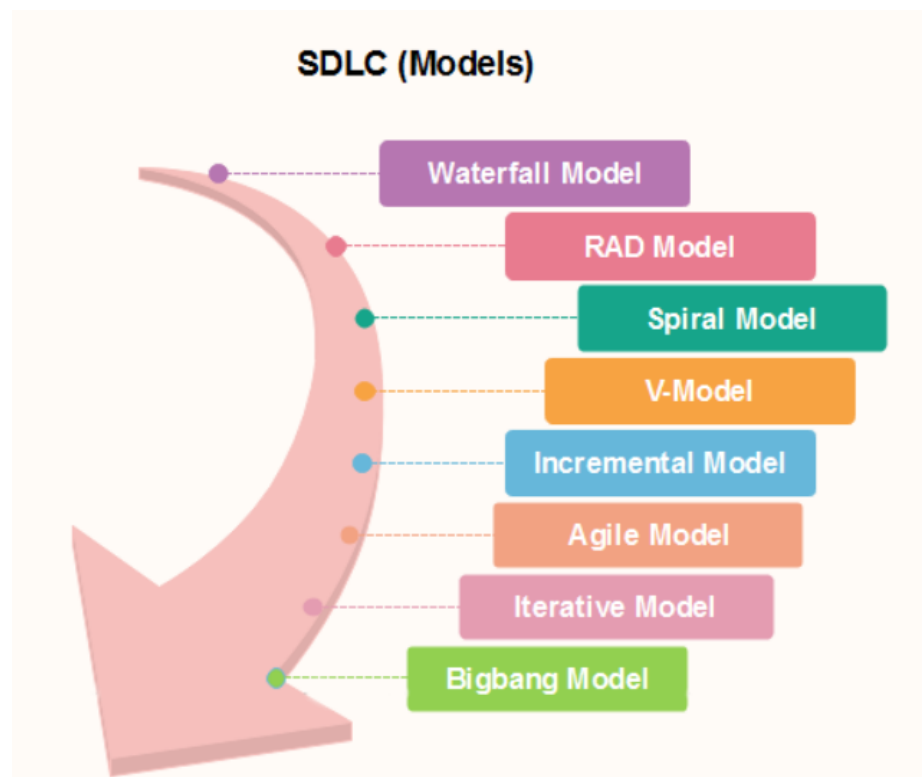 SDLC (Models)
Waterfall Model
RAD Model
Spiral Model
V-Model
Incremental Model
Agile Model
Iterative Model
Bigbang Model